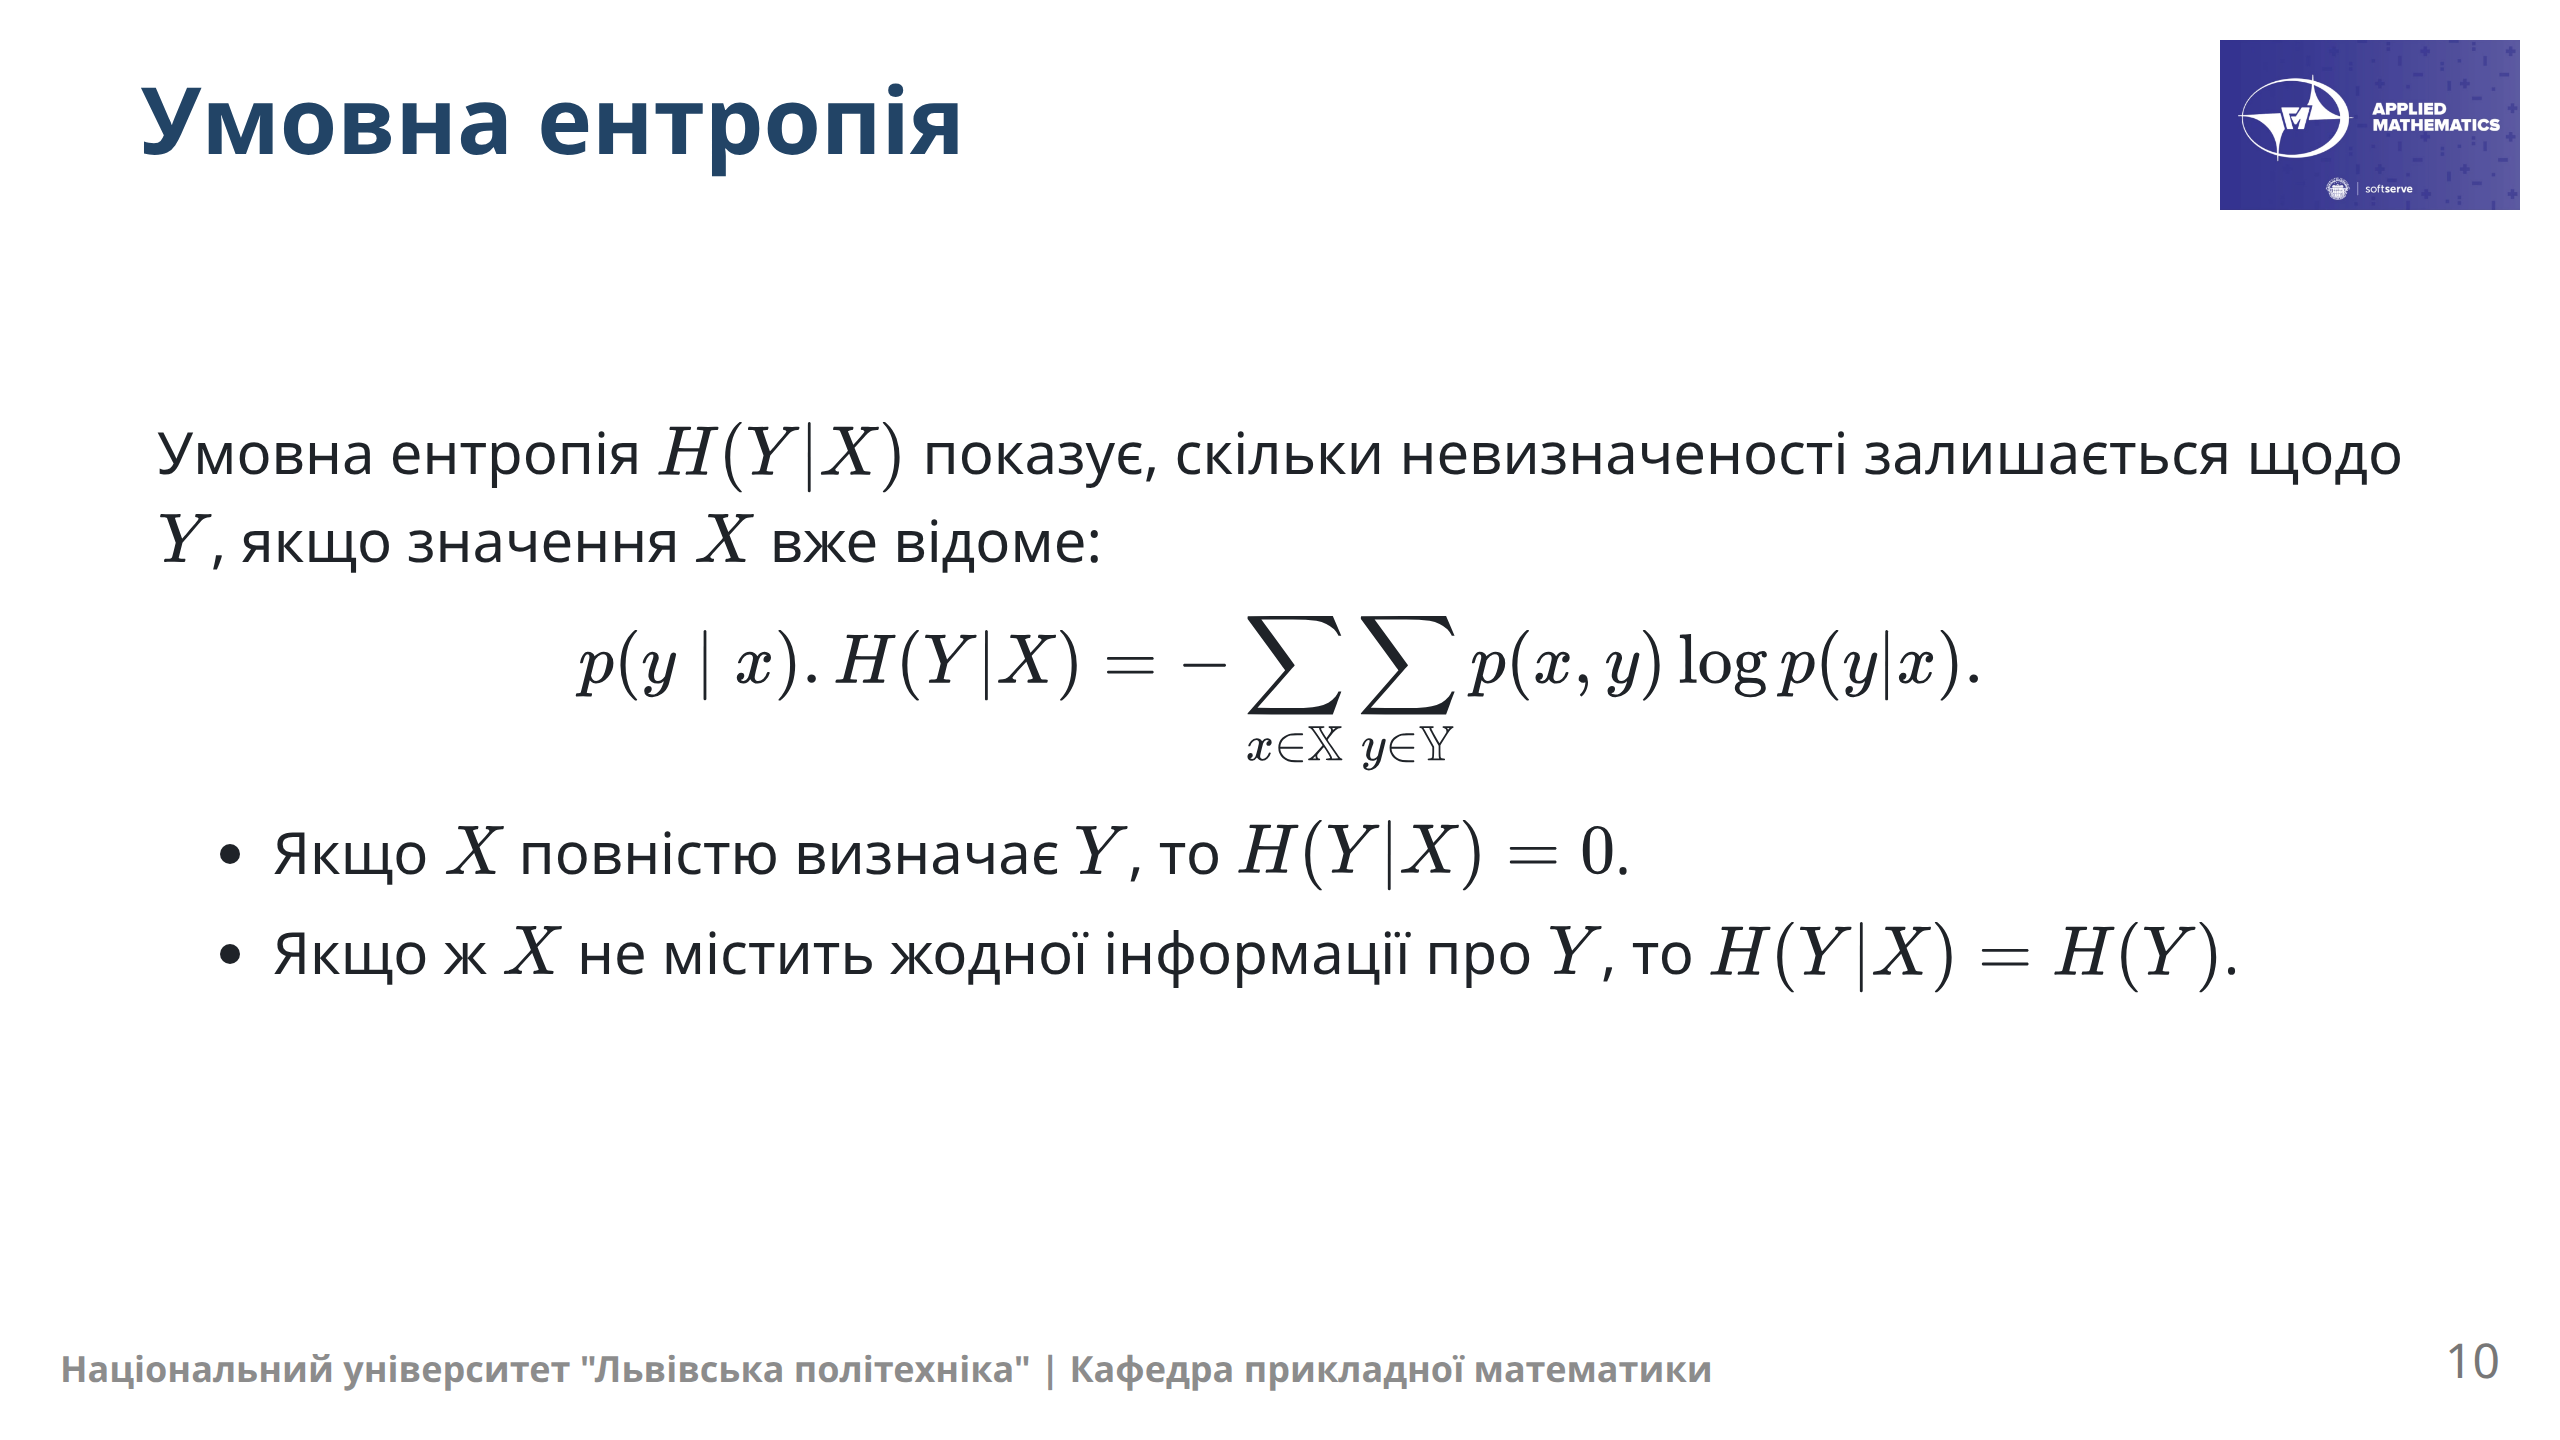 Умовна ентропія
APPLIED
MATHEMATICS
softserve
Умовна ентропія H(Y|X) показує, скільки невизначеності залишається щодо
Y, якщо значення X вже відоме:
p(y | x). H(Y|X) = − ∑_{x∈𝕏} ∑_{y∈𝕐} p(x, y) log p(y|x).
• Якщо X повністю визначає Y, то H(Y|X) = 0.
• Якщо ж X не містить жодної інформації про Y, то H(Y|X) = H(Y).
Національний університет "Львівська політехніка" | Кафедра прикладної математики
10